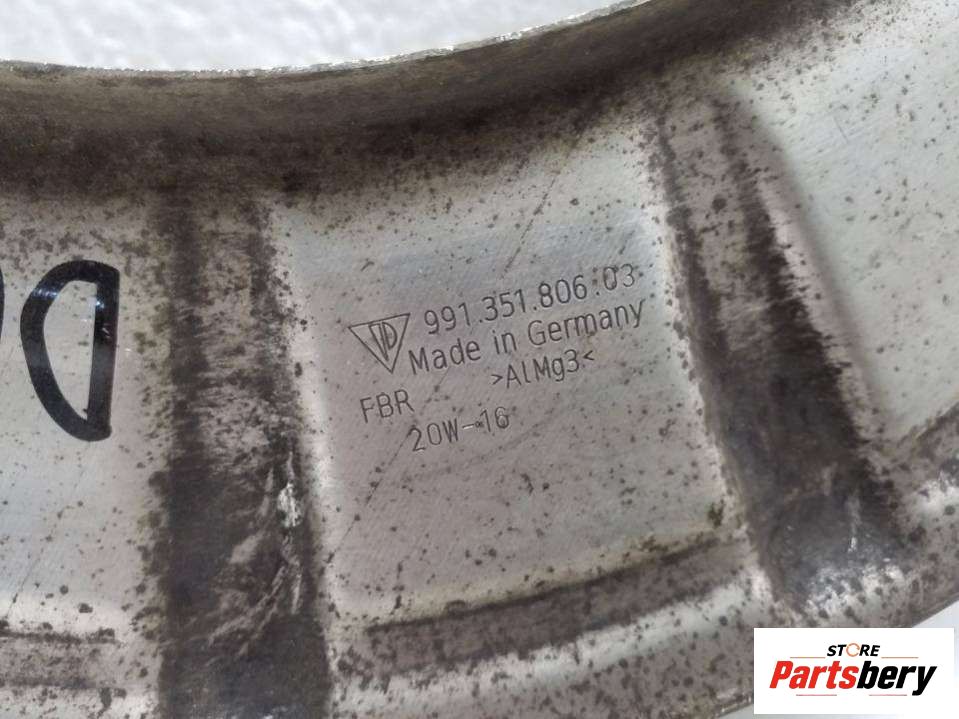 991.351.806.03
Made in Germany
>AlMg3<
FBR
20W-16
D
STORE
Partsbery